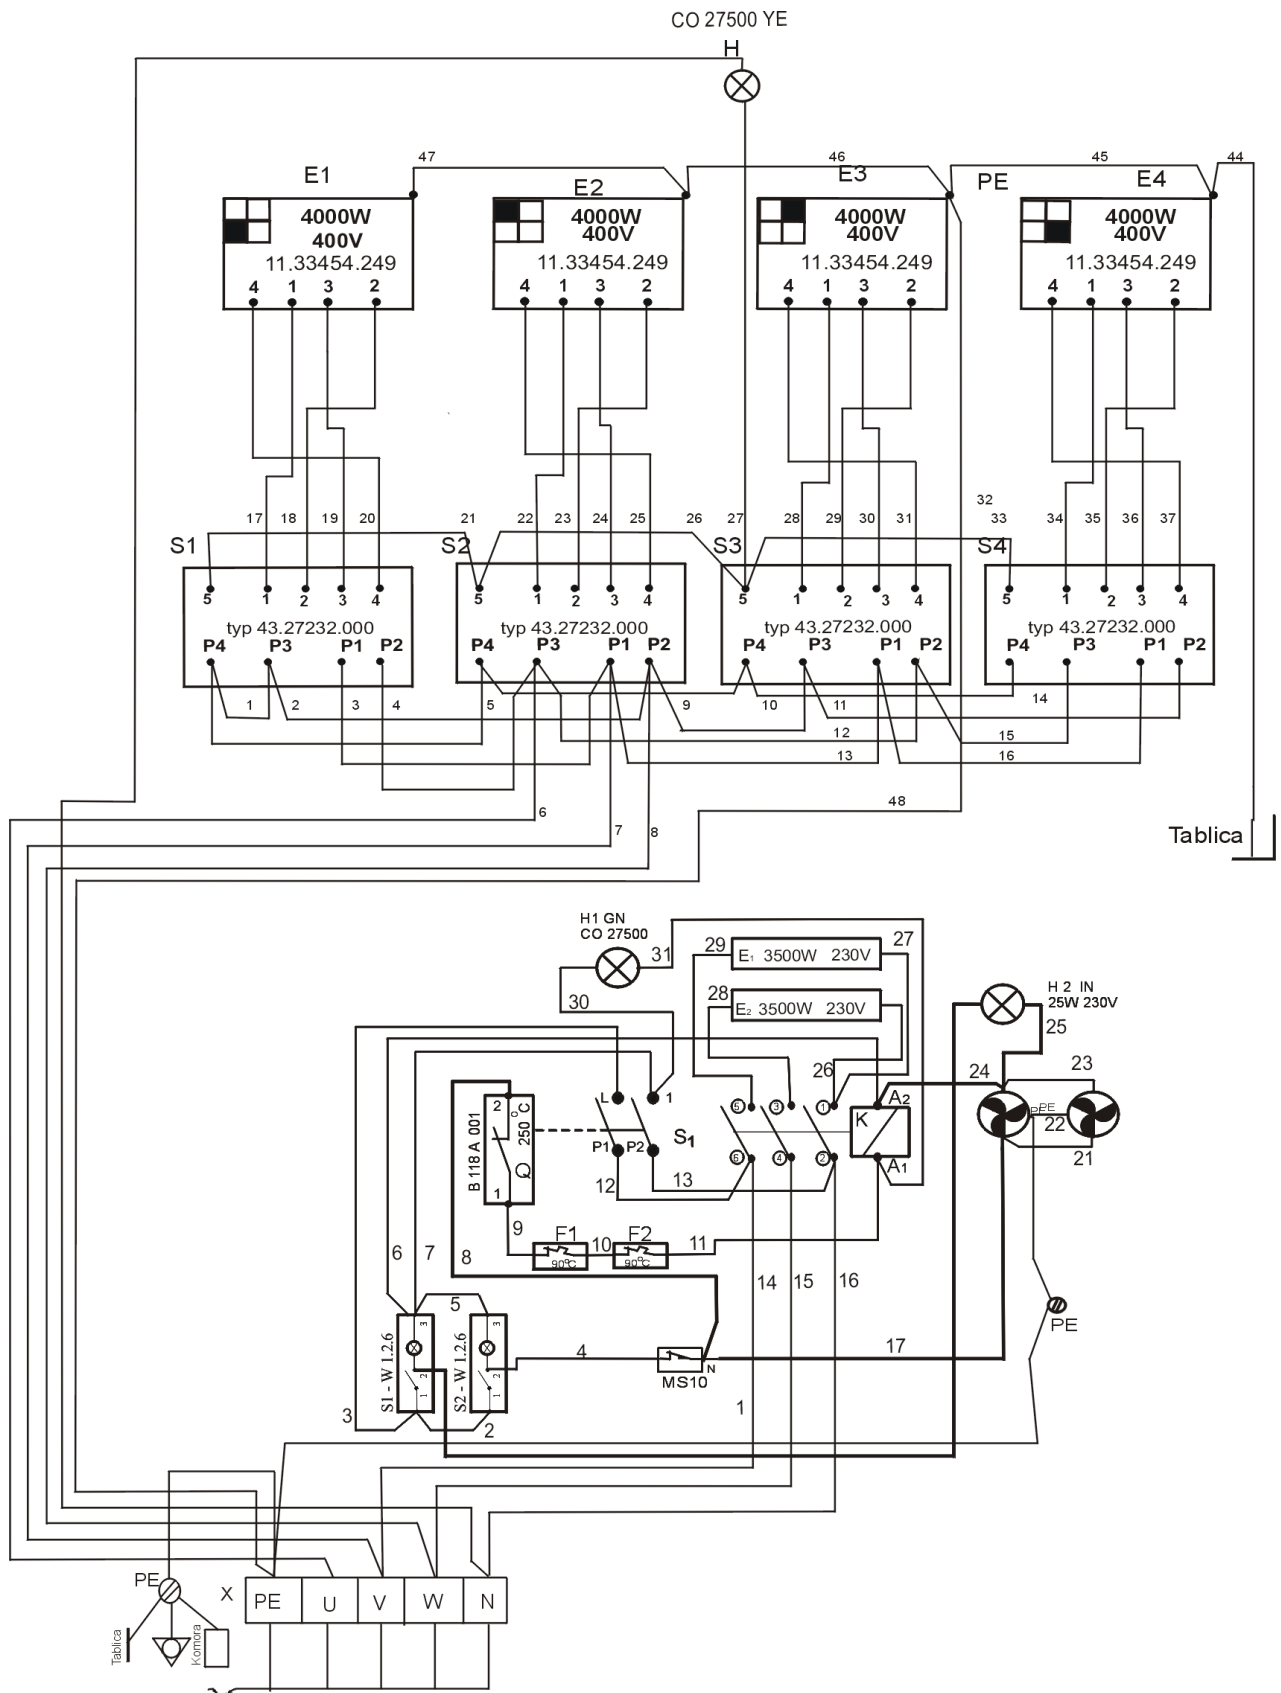 CO 27500 YE
H
47 46 45 44
E1 E2 E3 PE E4
4000W 4000W 4000W 4000W
400V 400V 400V 400V
11.33454.249 11.33454.249 11.33454.249 11.33454.249
4 1 3 2 4 1 3 2 4 1 3 2 4 1 3 2
32
17 18 19 20 21 22 23 24 25 26 27 28 29 30 31 33 34 35 36 37
S1 S2 S3 S4
5 1 2 3 4 5 1 2 3 4 5 1 2 3 4 5 1 2 3 4
typ 43.27232.000 typ 43.27232.000 typ 43.27232.000 typ 43.27232.000
P4 P3 P1 P2 P4 P3 P1 P2 P4 P3 P1 P2 P4 P3 P1 P2
1 2 3 4 5 9 10 11 14
12 15
13 16
48
6
7 8
Tablica
H1 GN
CO 27500
31 29 27
E1 3500W 230V
28
E2 3500W 230V
30
H 2 IN
25W 230V
25
26 24 23
2 250°C
B 118 A 001
Q
1
L 1
P1 P2
S1
5 3 1
6 4 2
K A2
A1
PE PE
22
21
12 13
9 F1 10 F2 11
90°C 90°C
6 7 8 14 15 16
5
PE
3 3
S1 - W 1.2.6 S2 - W 1.2.6
2 2
1 1
4
17
N
MS10
1
3 2
PE
X PE U V W N
Tablica
Komora